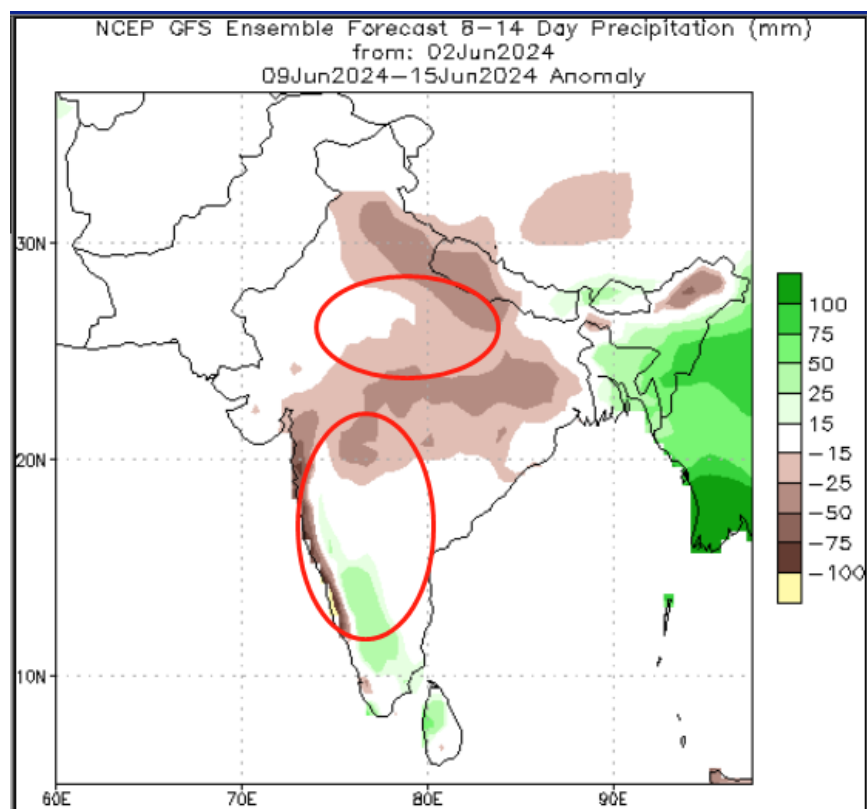 NCEP GFS Ensemble Forecast 8-14 Day Precipitation (mm)
from: 02Jun2024
09Jun2024-15Jun2024 Anomaly
30N
20N
10N
60E
70E
80E
90E
100
75
50
25
15
-15
-25
-50
-75
-100